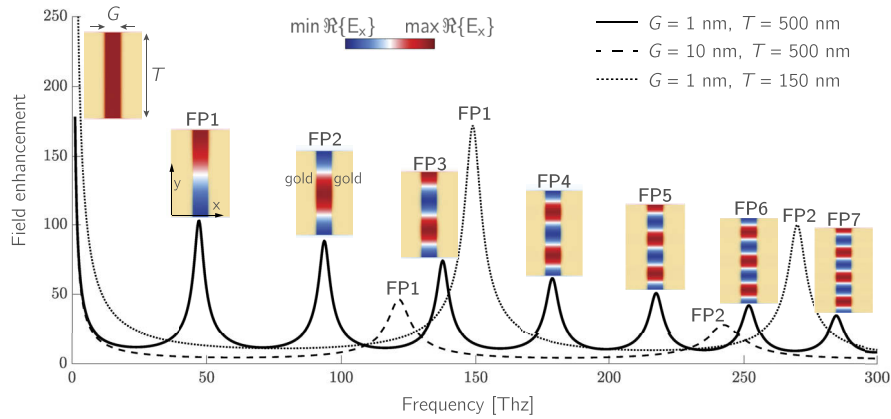 min ℜ{Eₓ} max ℜ{Eₓ}
G = 1 nm, T = 500 nm
G = 10 nm, T = 500 nm
G = 1 nm, T = 150 nm
G
T
FP1
FP2
FP3
FP4
FP5
FP6
FP7
FP1
FP2
FP1
FP2
gold gold
y
x
Field enhancement
250
200
150
100
50
0
0 50 100 150 200 250 300
Frequency [Thz]